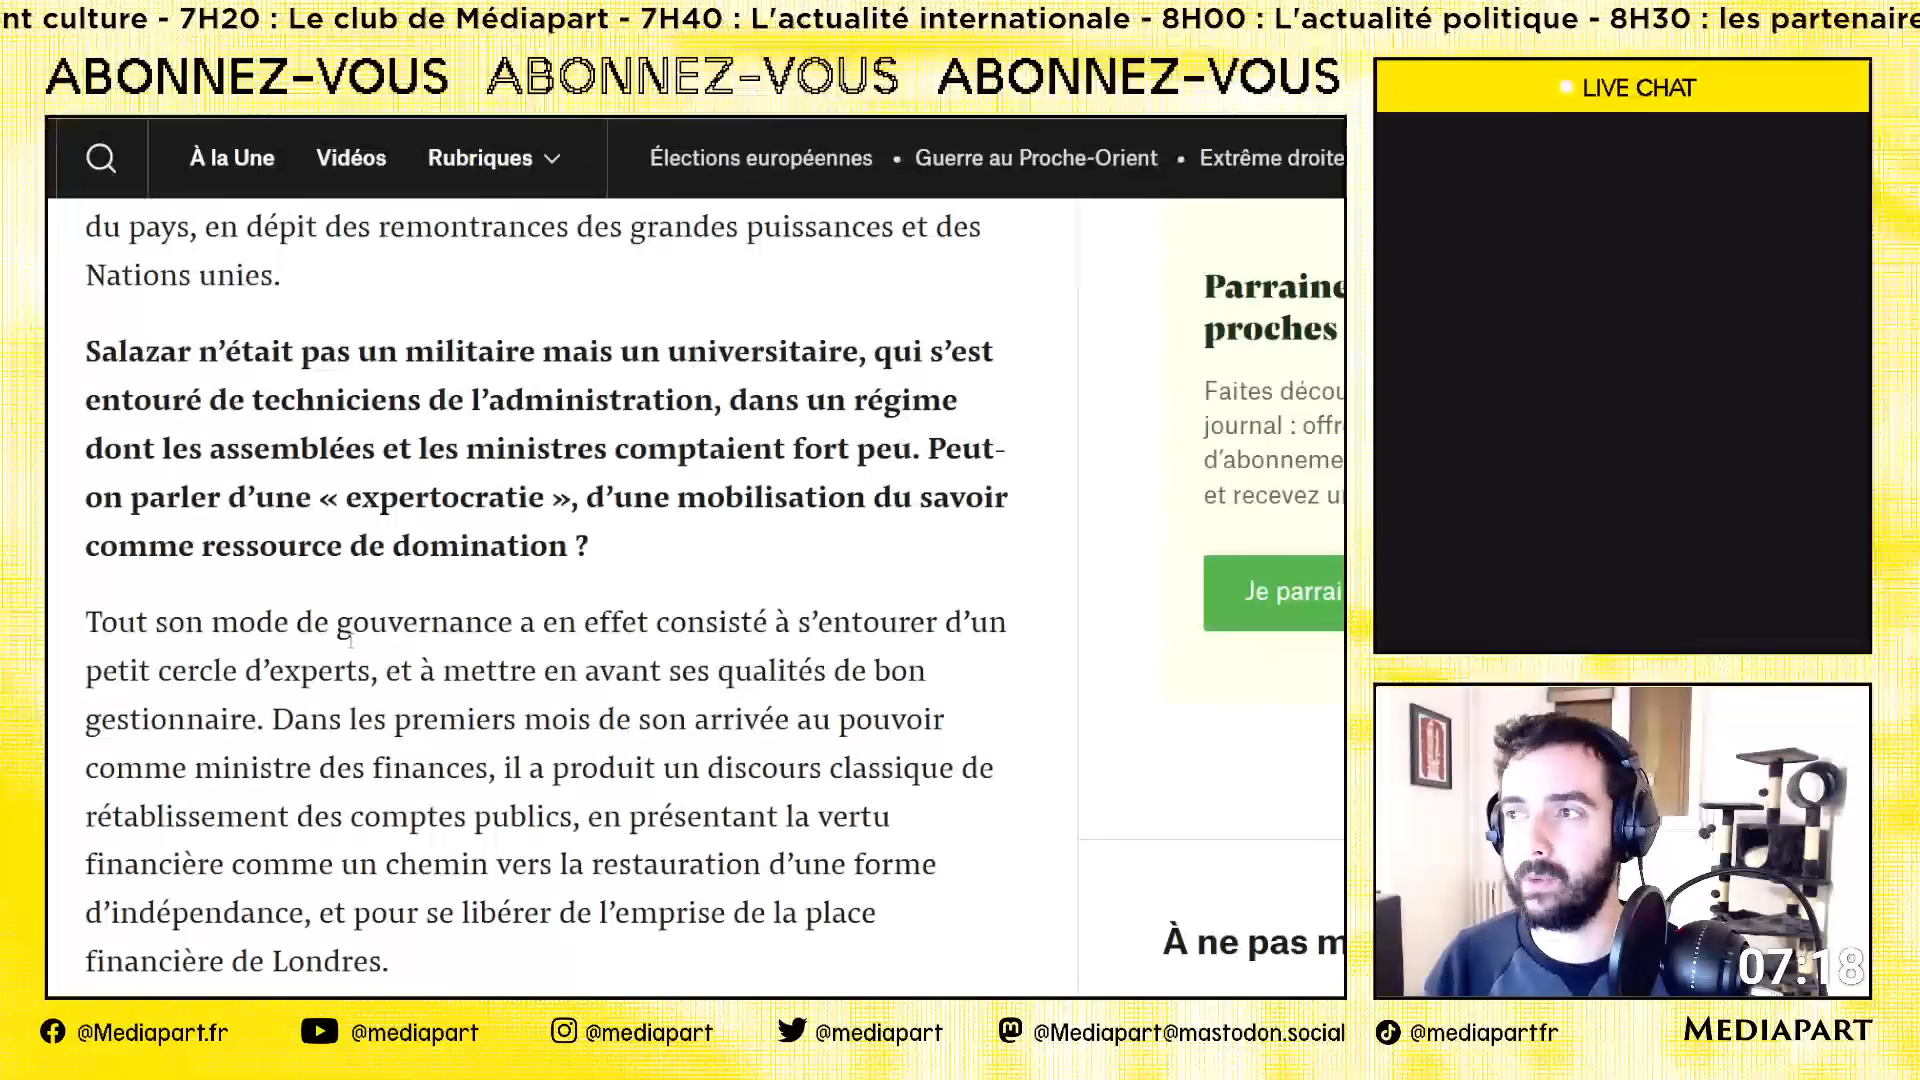 nt culture - 7H20 : Le club de Médiapart - 7H40 : L'actualité internationale - 8H00 : L'actualité politique - 8H30 : les partenaire
ABONNEZ-VOUS ABONNEZ-VOUS ABONNEZ-VOUS
LIVE CHAT
À la Une Vidéos Rubriques Élections européennes • Guerre au Proche-Orient • Extrême droite
du pays, en dépit des remontrances des grandes puissances et des
Nations unies.
Salazar n’était pas un militaire mais un universitaire, qui s’est
entouré de techniciens de l’administration, dans un régime
dont les assemblées et les ministres comptaient fort peu. Peut-
on parler d’une « expertocratie », d’une mobilisation du savoir
comme ressource de domination ?
Tout son mode de gouvernance a en effet consisté à s’entourer d’un
petit cercle d’experts, et à mettre en avant ses qualités de bon
gestionnaire. Dans les premiers mois de son arrivée au pouvoir
comme ministre des finances, il a produit un discours classique de
rétablissement des comptes publics, en présentant la vertu
financière comme un chemin vers la restauration d’une forme
d’indépendance, et pour se libérer de l’emprise de la place
financière de Londres.
Parraine
proches
Faites décou
journal : offr
d’abonneme
et recevez u
Je parrai
À ne pas m
07:18
@Mediapart.fr @mediapart @mediapart @mediapart @Mediapart@mastodon.social @mediapartfr MEDIAPART